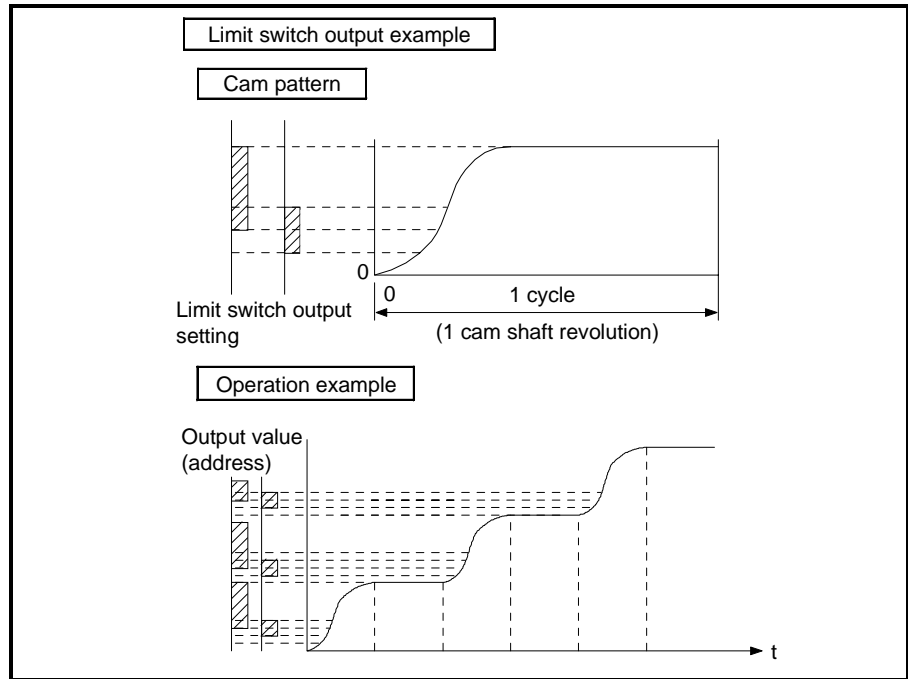 Limit switch output example
Cam pattern
0
0
1 cycle
Limit switch output
setting
(1 cam shaft revolution)
Operation example
Output value
(address)
t